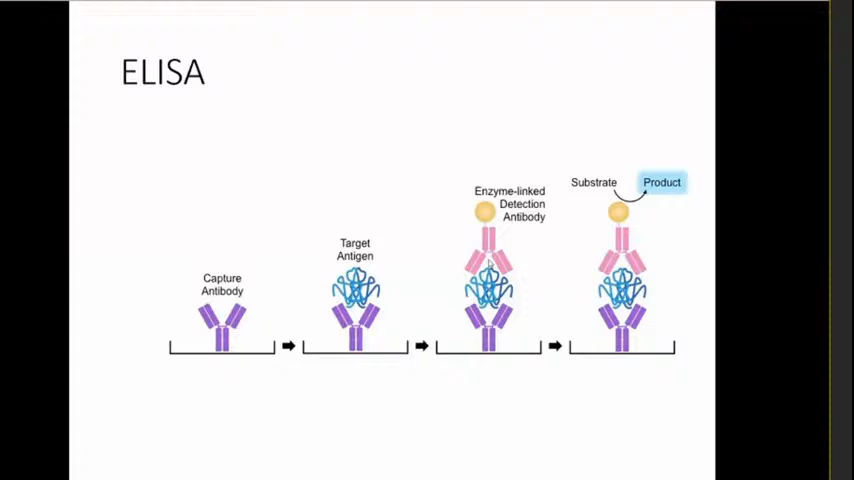 ELISA
Capture
Antibody
Target
Antigen
Enzyme-linked
Detection
Antibody
Substrate
Product